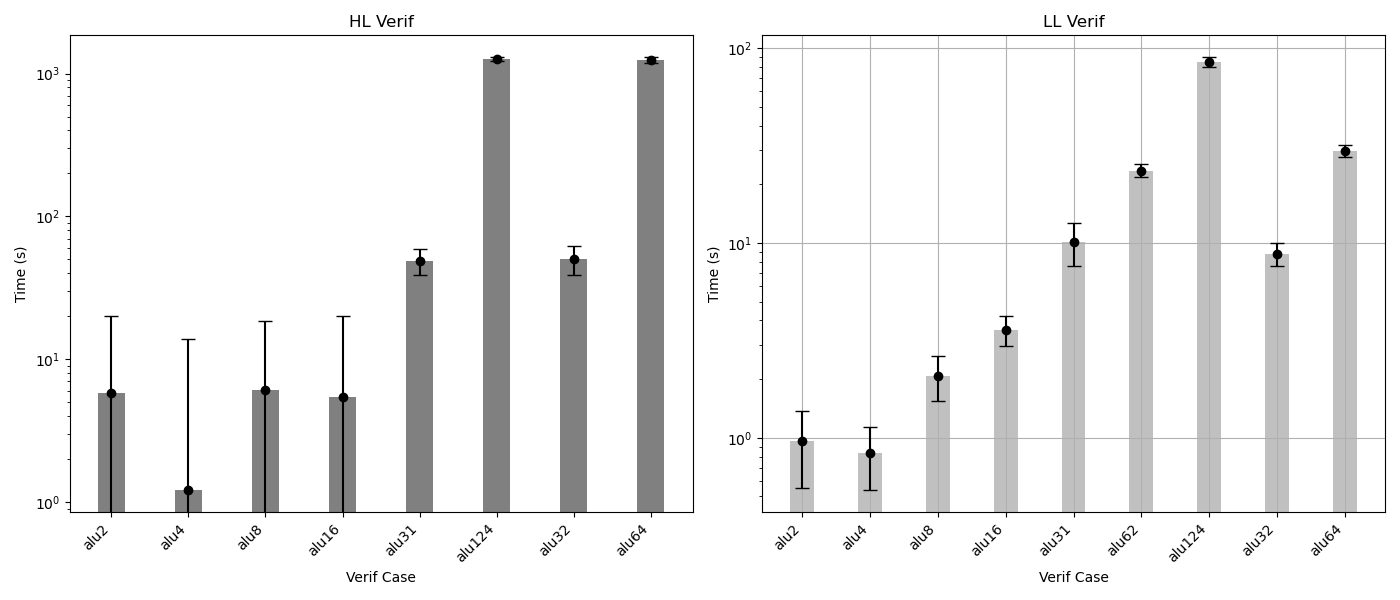 HL Verif
10³
10²
10¹
10⁰
Time (s)
alu2
alu4
alu8
alu16
alu31
alu124
alu32
alu64
Verif Case
LL Verif
10²
10¹
10⁰
Time (s)
alu2
alu4
alu8
alu16
alu31
alu62
alu124
alu32
alu64
Verif Case